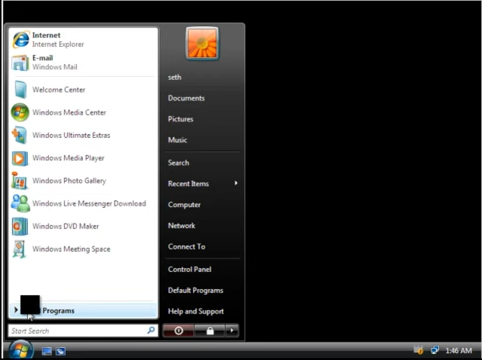 Internet
Internet Explorer
E-mail
Windows Mail
Welcome Center
Windows Media Center
Windows Ultimate Extras
Windows Media Player
Windows Photo Gallery
Windows Live Messenger Download
Windows DVD Maker
Windows Meeting Space
Programs
Start Search
seth
Documents
Pictures
Music
Search
Recent Items
Computer
Network
Connect To
Control Panel
Default Programs
Help and Support
1:46 AM